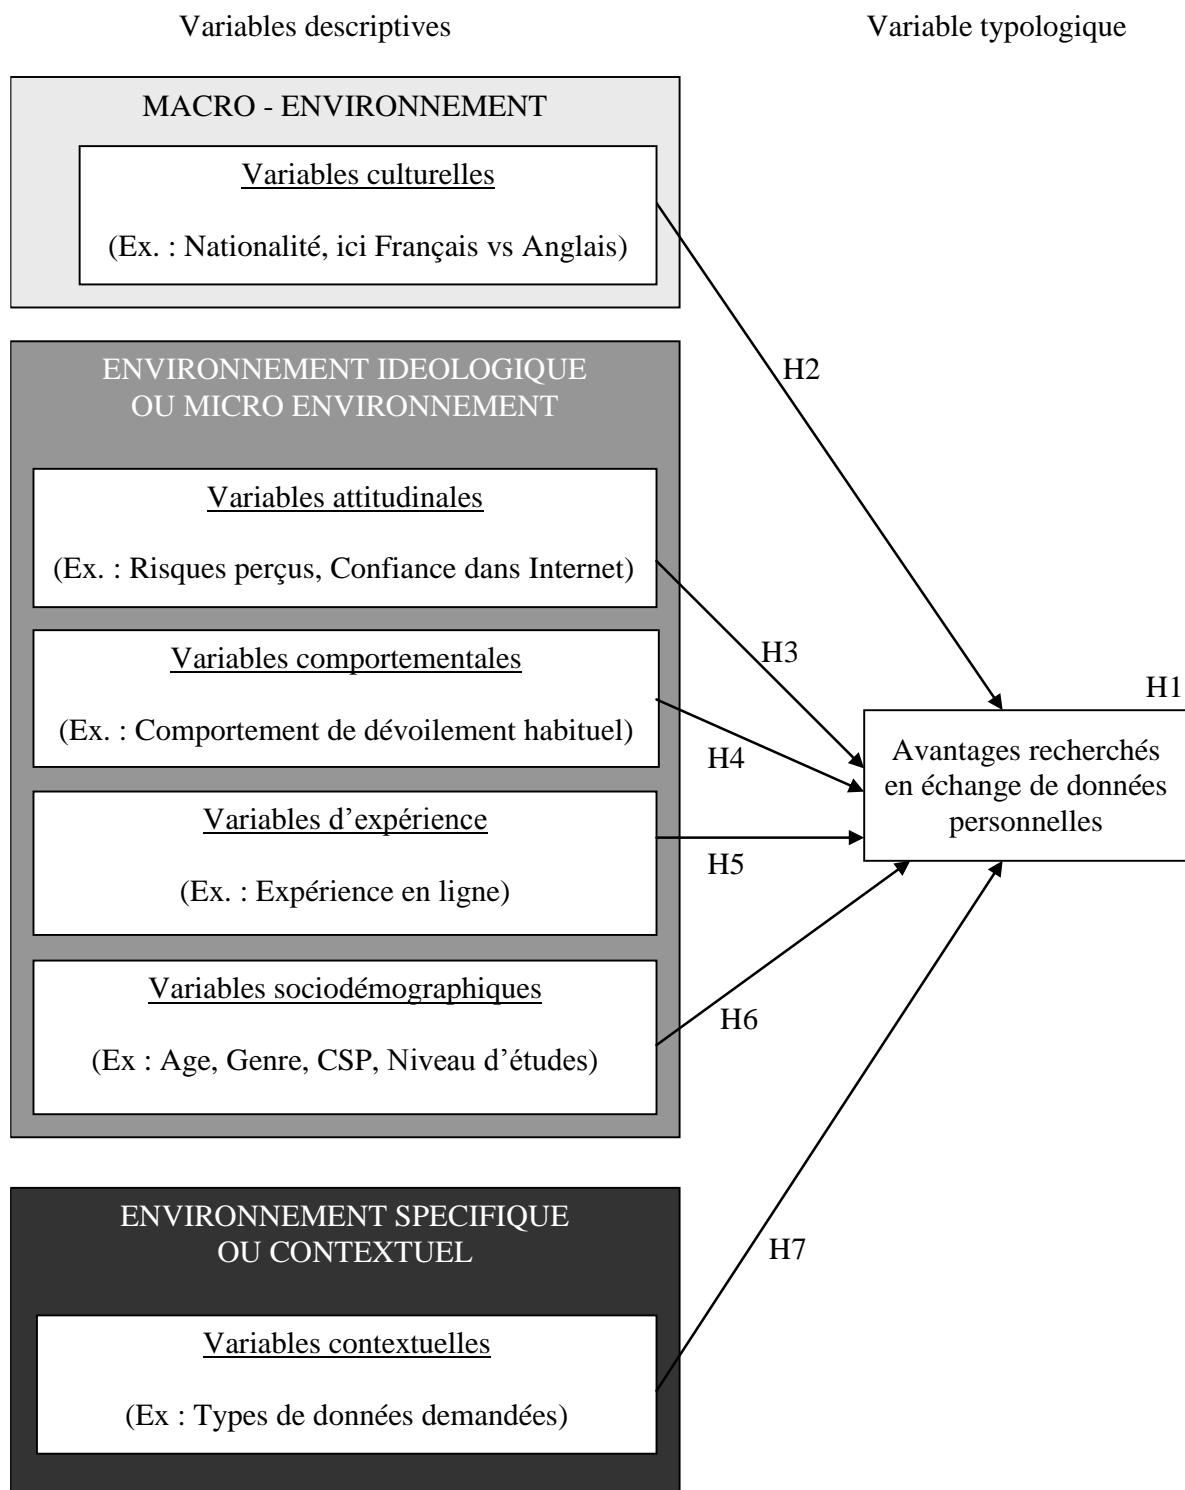 Variables descriptives
Variable typologique
MACRO - ENVIRONNEMENT
Variables culturelles
(Ex. : Nationalité, ici Français vs Anglais)
ENVIRONNEMENT IDEOLOGIQUE
OU MICRO ENVIRONNEMENT
Variables attitudinales
(Ex. : Risques perçus, Confiance dans Internet)
Variables comportementales
(Ex. : Comportement de dévoilement habituel)
Variables d’expérience
(Ex. : Expérience en ligne)
Variables sociodémographiques
(Ex : Age, Genre, CSP, Niveau d’études)
ENVIRONNEMENT SPECIFIQUE
OU CONTEXTUEL
Variables contextuelles
(Ex : Types de données demandées)
H2
H3
H4
H5
H6
H7
H1
Avantages recherchés
en échange de données
personnelles